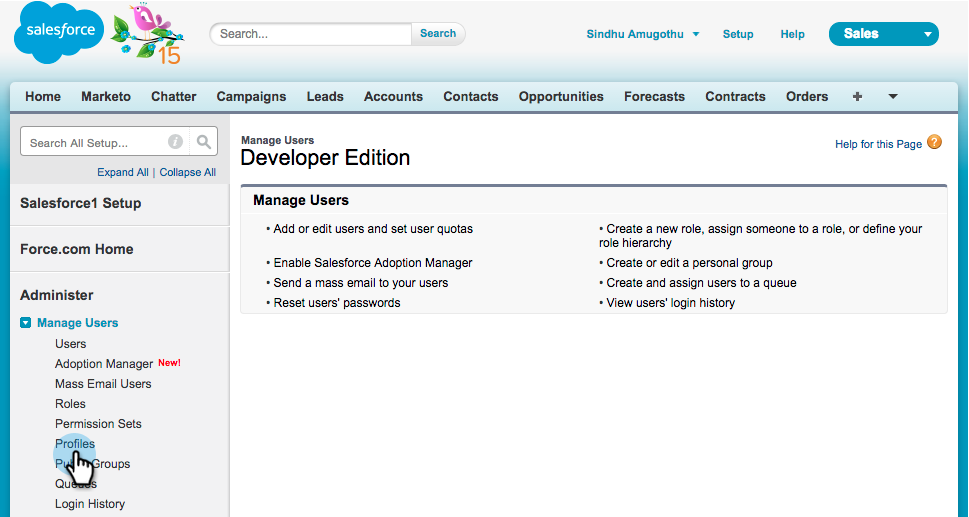 salesforce
15
Search...
Search
Sindhu Amugothu
Setup
Help
Sales
Home
Marketo
Chatter
Campaigns
Leads
Accounts
Contacts
Opportunities
Forecasts
Contracts
Orders
+
Search All Setup...
i
Expand All | Collapse All
Salesforce1 Setup
Force.com Home
Administer
Manage Users
Users
Adoption Manager New!
Mass Email Users
Roles
Permission Sets
Profiles
Groups
Login History
Manage Users
Developer Edition
Help for this Page ?
Manage Users
• Add or edit users and set user quotas
• Enable Salesforce Adoption Manager
• Send a mass email to your users
• Reset users' passwords
• Create a new role, assign someone to a role, or define your
role hierarchy
• Create or edit a personal group
• Create and assign users to a queue
• View users' login history